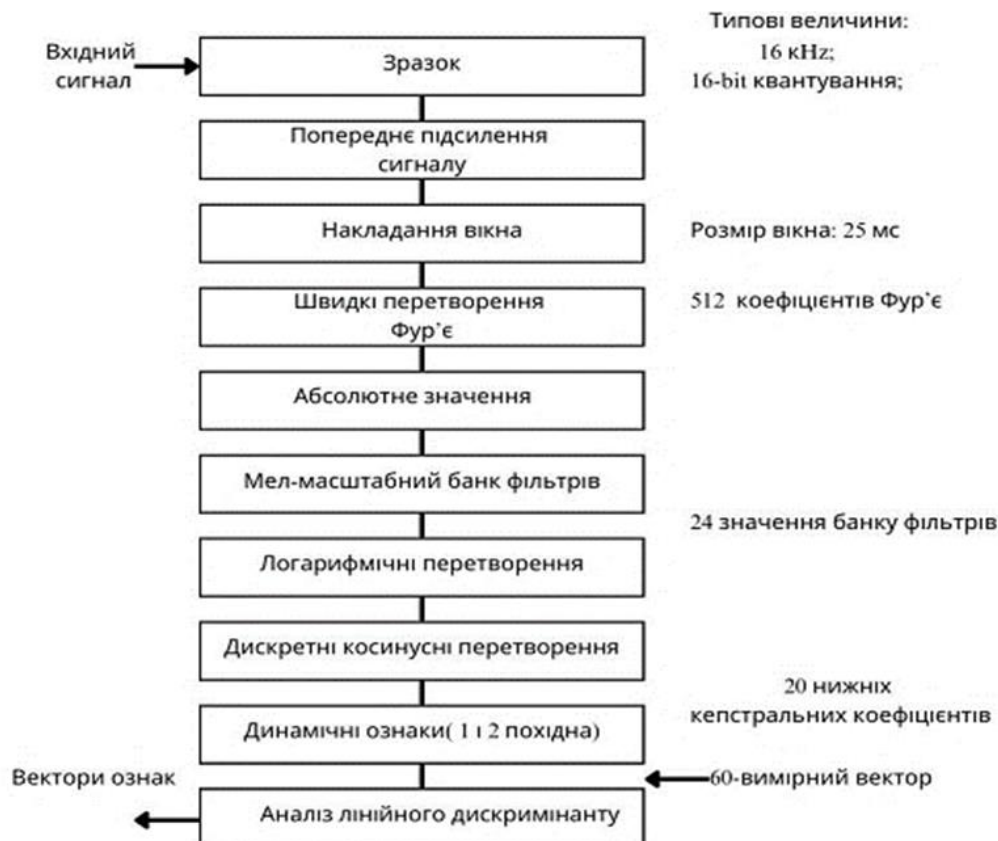 Типові величини:
16 кHz;
16-bit квантування;
Вхідний
сигнал
Зразок
Попереднє підсилення
сигналу
Накладання вікна
Розмір вікна: 25 мс
Швидкі перетворення
Фур’є
512 коефіцієнтів Фур’є
Абсолютне значення
Мел-масштабний банк фільтрів
24 значення банку фільтрів
Логарифмічні перетворення
Дискретні косинусні перетворення
20 нижніх
кепстральних коефіцієнтів
Динамічні ознаки( 1 і 2 похідна)
Вектори ознак
60-вимірний вектор
Аналіз лінійного дискримінанту